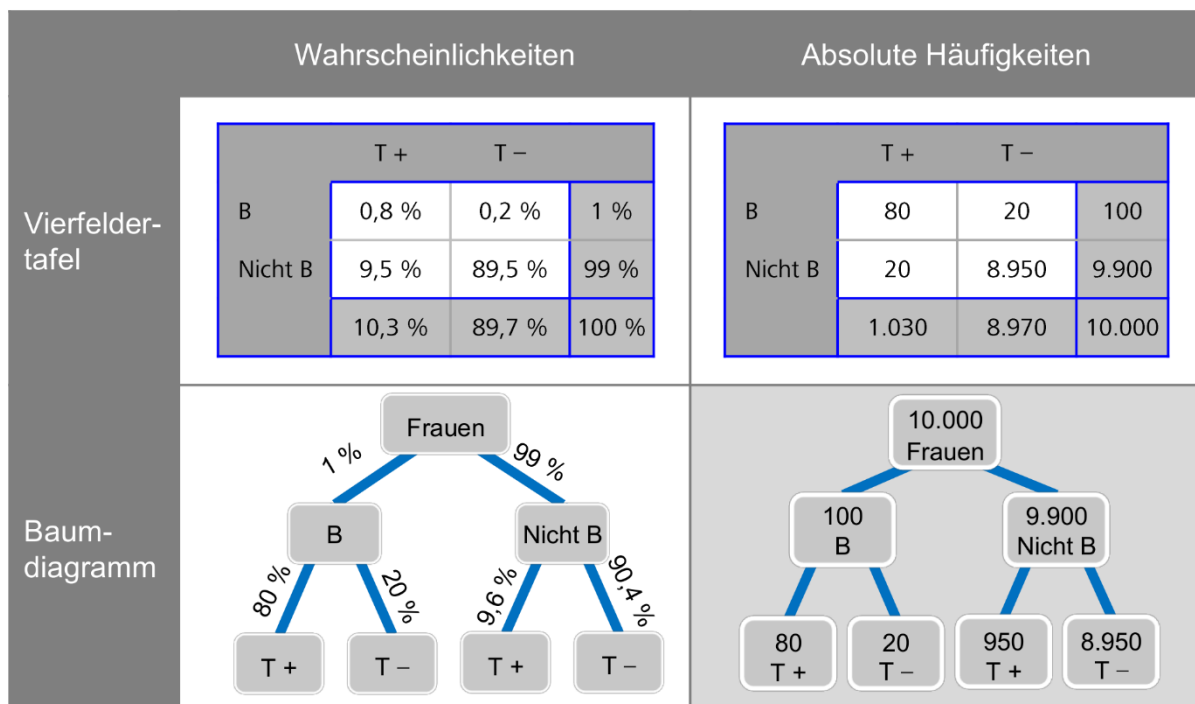 Wahrscheinlichkeiten
Absolute Häufigkeiten
Vierfelder-
tafel
T + T –
B 0,8 % 0,2 % 1 %
Nicht B 9,5 % 89,5 % 99 %
10,3 % 89,7 % 100 %
T + T –
B 80 20 100
Nicht B 20 8.950 9.900
1.030 8.970 10.000
Baum-
diagramm
Frauen
1 % 99 %
B Nicht B
80 % 20 % 9,6 % 90,4 %
T + T – T + T –
10.000
Frauen
100
B
9.900
Nicht B
80
T +
20
T –
950
T +
8.950
T –